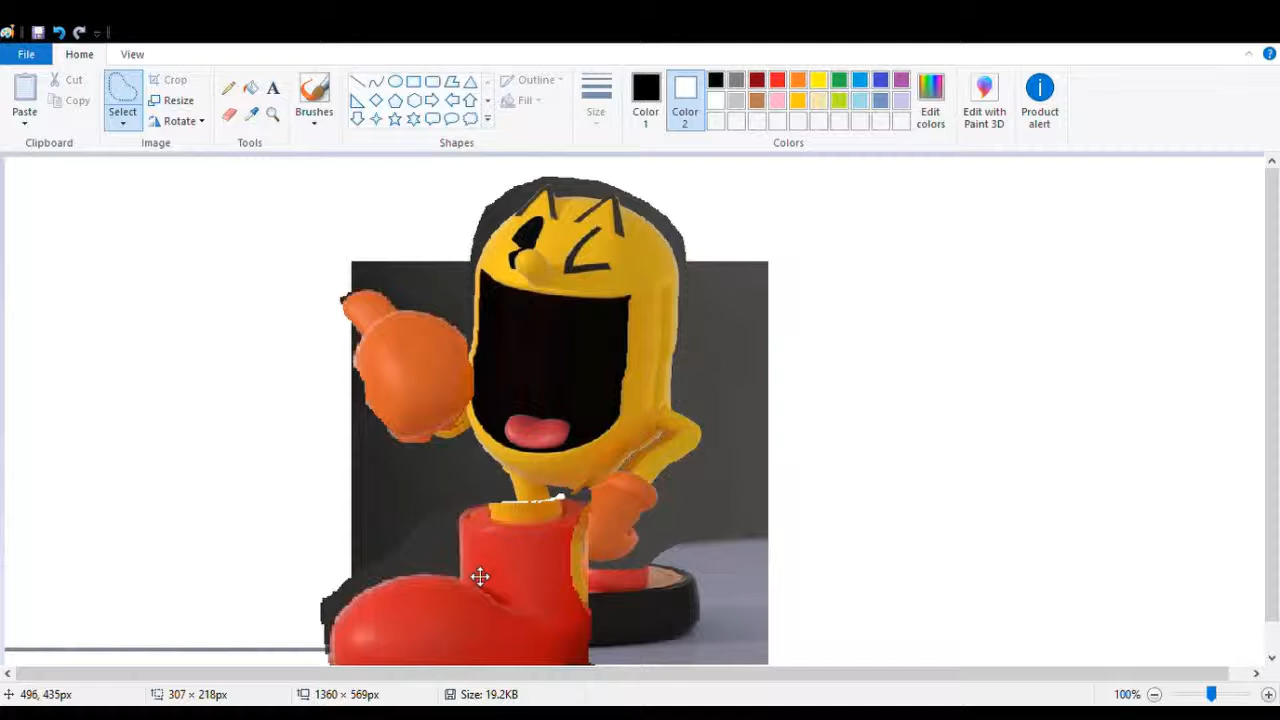 File Home View
Paste
Cut
Copy
Clipboard
Select
Crop
Resize
Rotate
Image
A
Tools
Brushes
Outline
Fill
Shapes
Size
Color 1
Color 2
Edit colors
Colors
Edit with Paint 3D
Product alert
496, 435px 307 × 218px 1360 × 569px Size: 19.2KB 100%